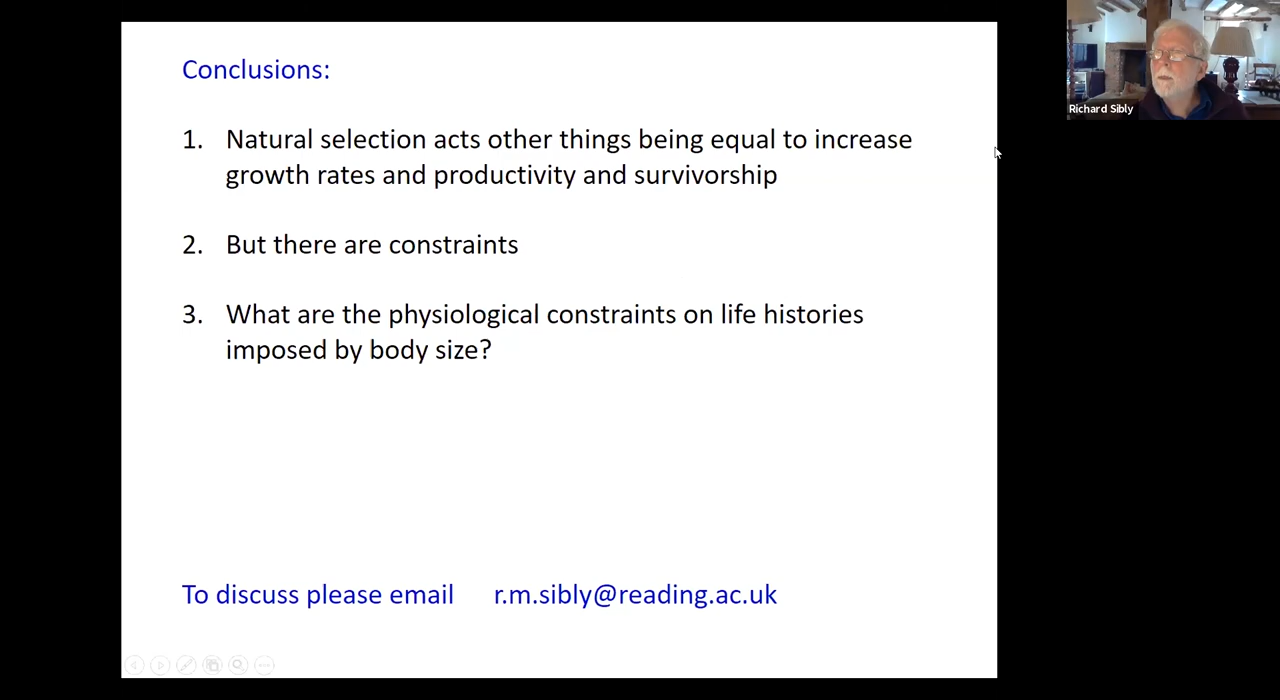 Conclusions:
1. Natural selection acts other things being equal to increase
growth rates and productivity and survivorship
2. But there are constraints
3. What are the physiological constraints on life histories
imposed by body size?
To discuss please email r.m.sibly@reading.ac.uk
Richard Sibly